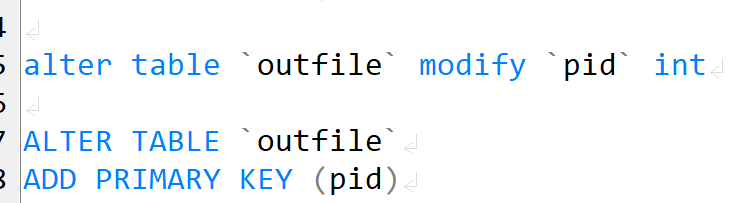 4
5 alter table `outfile` modify `pid` int
6
7 ALTER TABLE `outfile`
8 ADD PRIMARY KEY (pid)